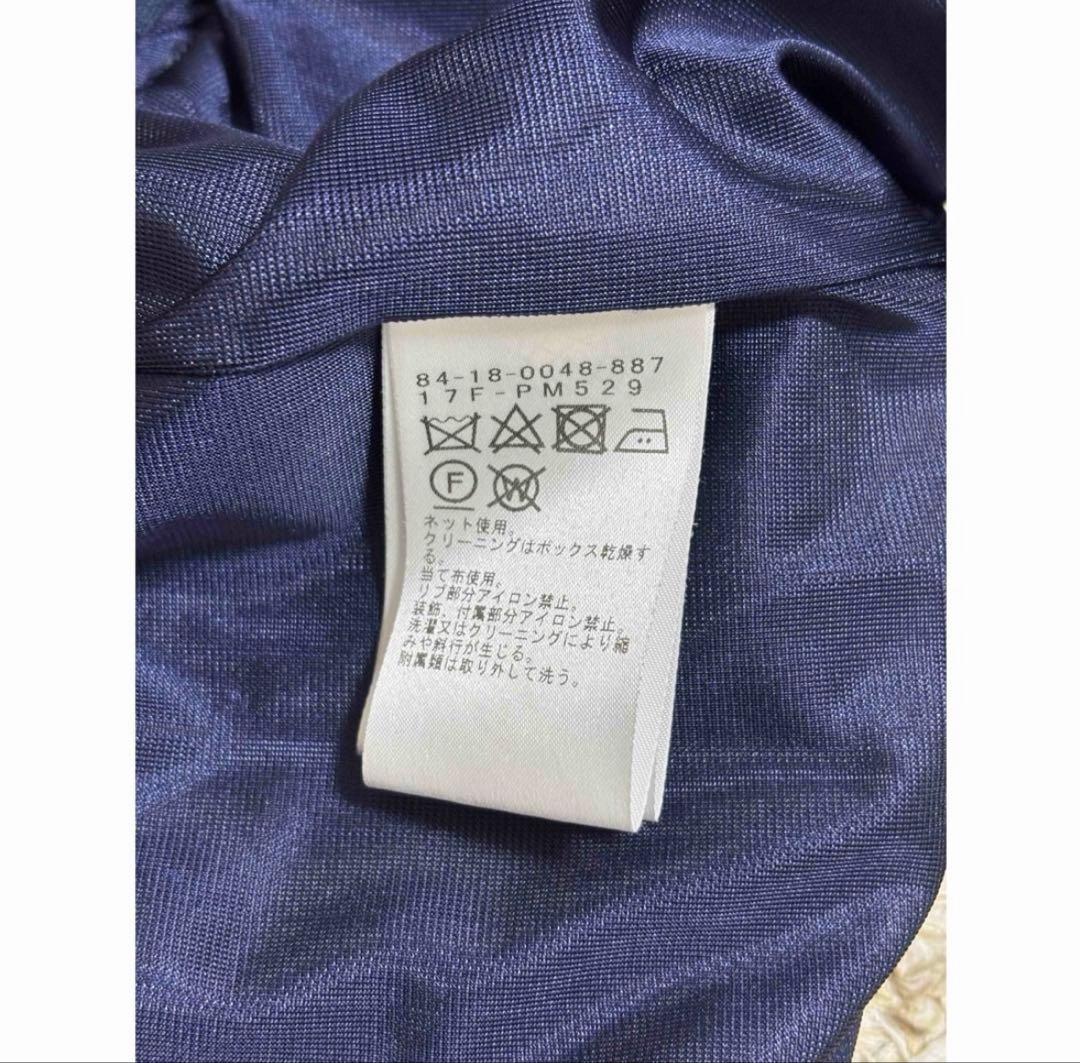 84-18-0048-887
17F-PM529
F
W
ネット使用。
クリーニングはボックス乾燥す
る。
当て布使用。
リブ部分アイロン禁止。
装飾、付属部分アイロン禁止。
洗濯又はクリーニングにより縮
みや斜行が生じる。
附属類は取り外して洗う。